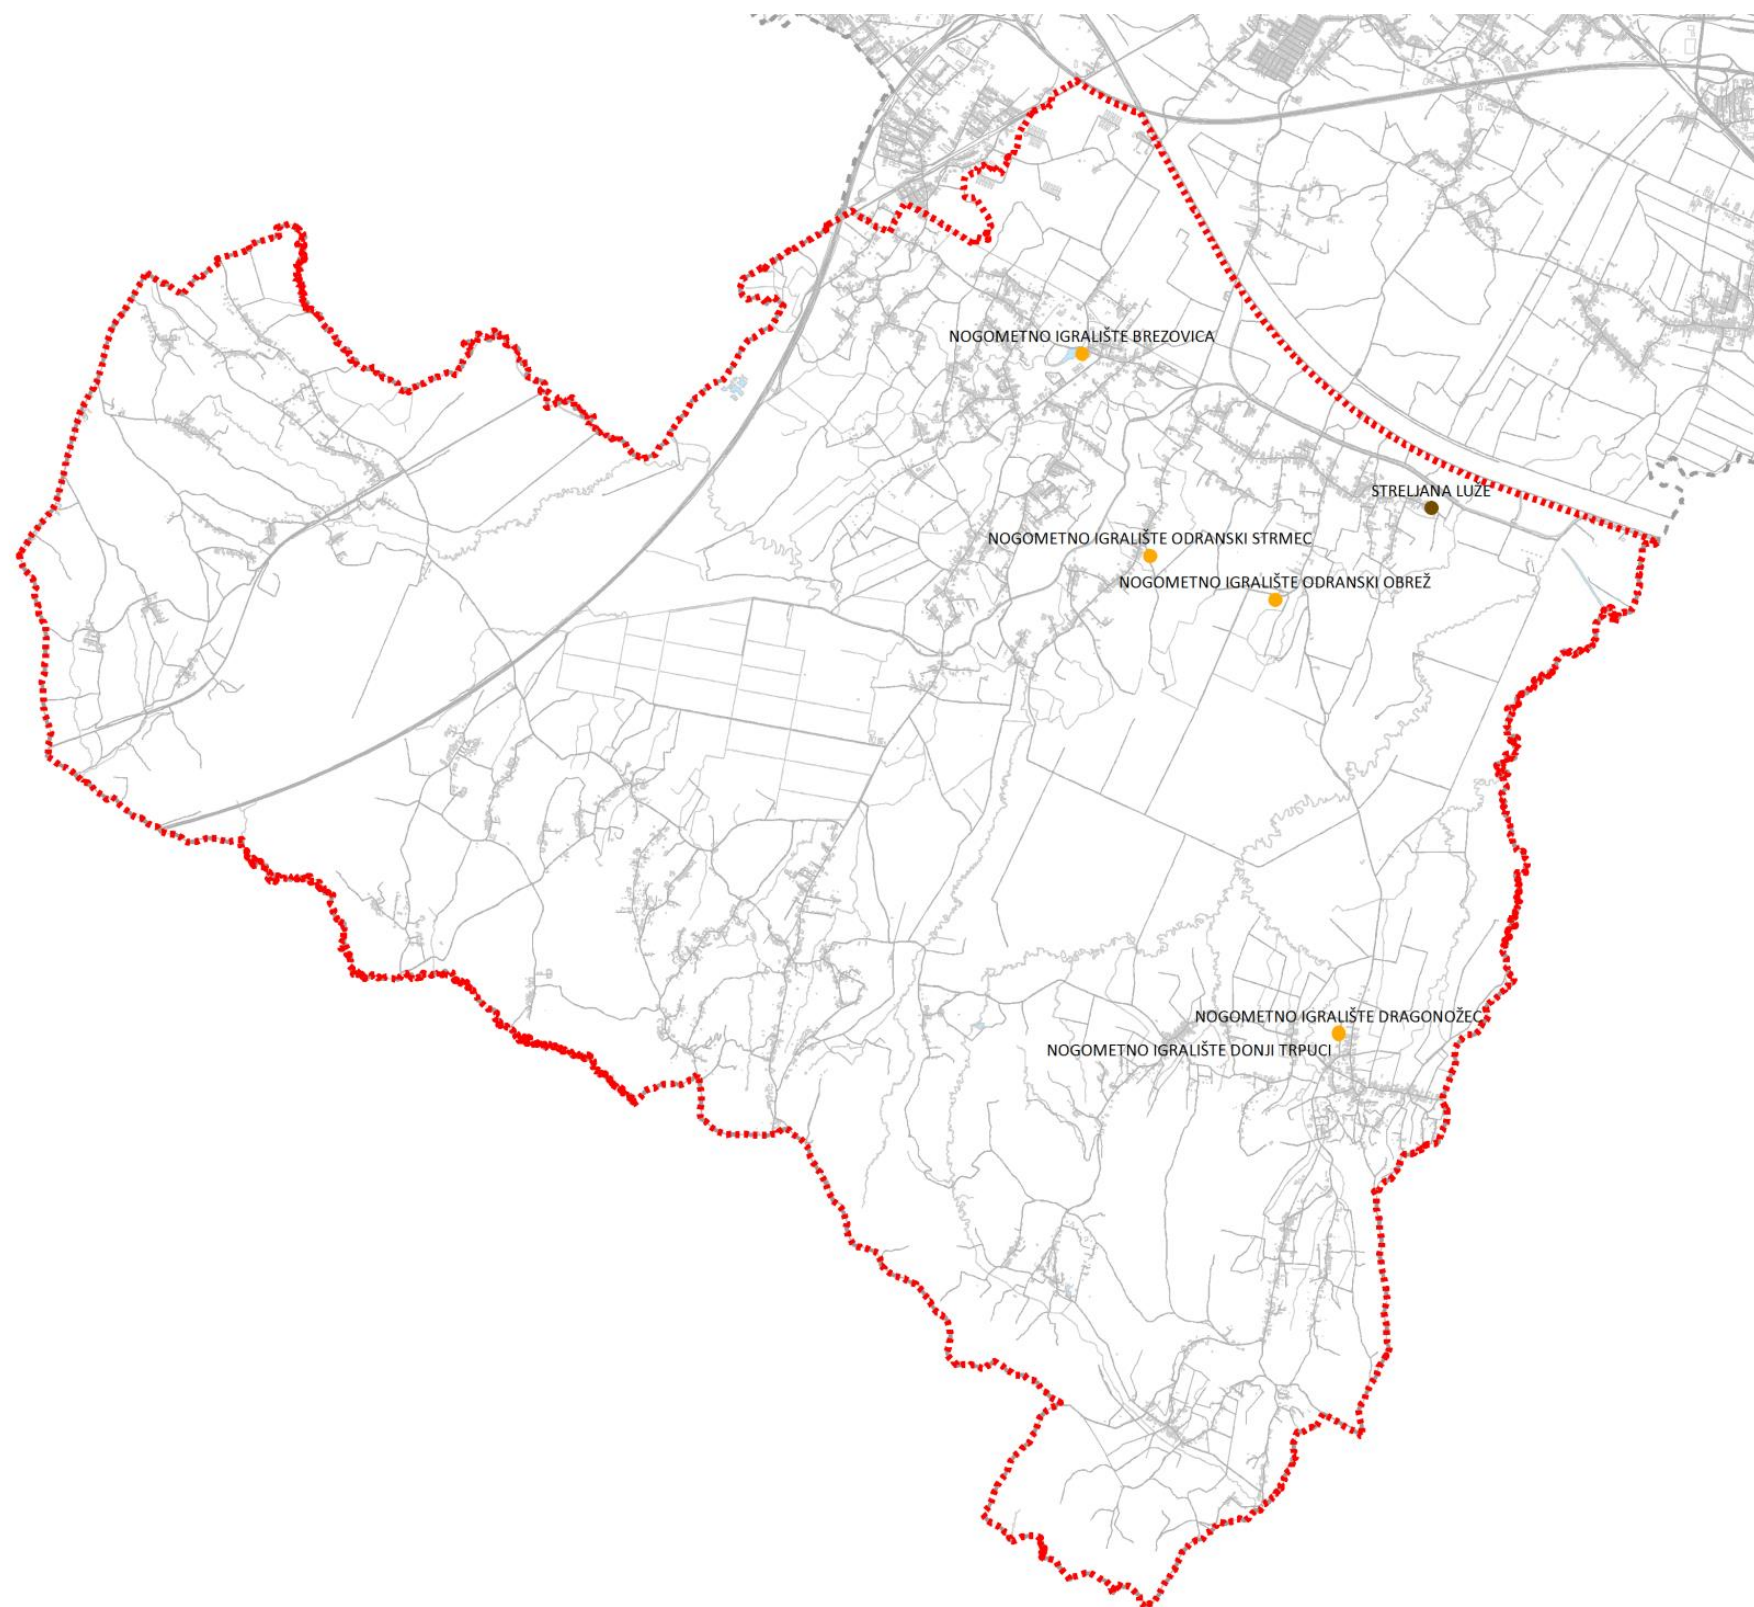 NOGOMETNO IGRALIŠTE BREZOVICA
STRELJANA LUŽE
NOGOMETNO IGRALIŠTE ODRANSKI STRMEC
NOGOMETNO IGRALIŠTE ODRANSKI OBREŽ
NOGOMETNO IGRALIŠTE DRAGONOŽEC
NOGOMETNO IGRALIŠTE DONJI TRPUCI